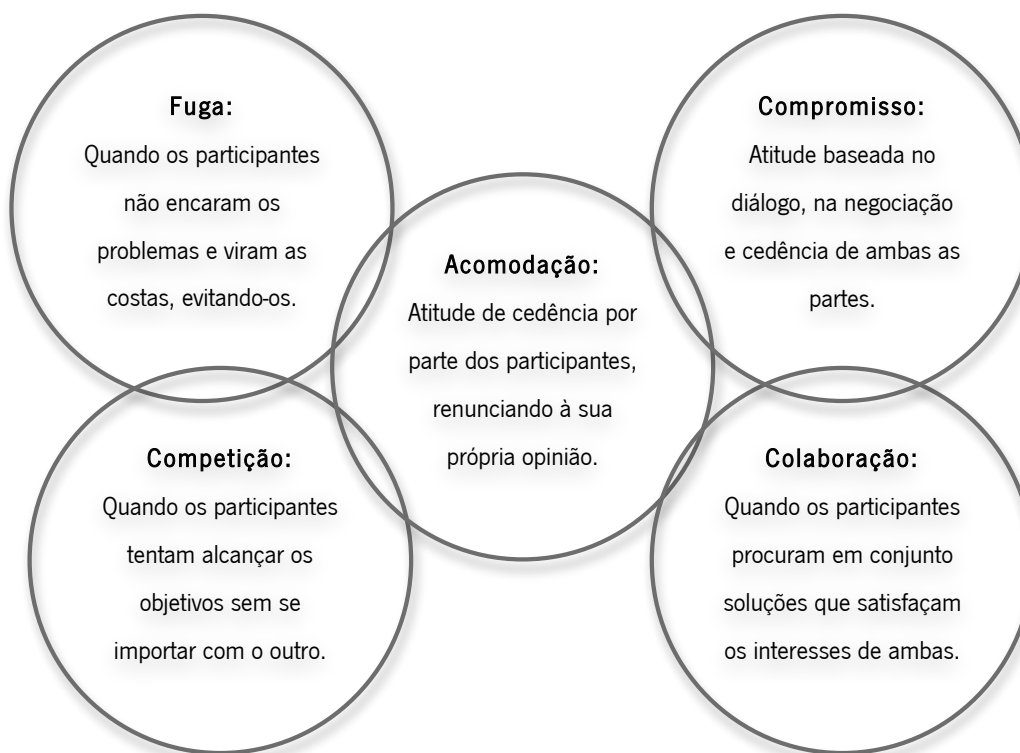 Fuga:
Quando os participantes
não encaram os
problemas e viram as
costas, evitando-os.
Compromisso:
Atitude baseada no
diálogo, na negociação
e cedência de ambas as
partes.
Acomodação:
Atitude de cedência por
parte dos participantes,
renunciando à sua
própria opinião.
Competição:
Quando os participantes
tentam alcançar os
objetivos sem se
importar com o outro.
Colaboração:
Quando os participantes
procuram em conjunto
soluções que satisfaçam
os interesses de ambas.